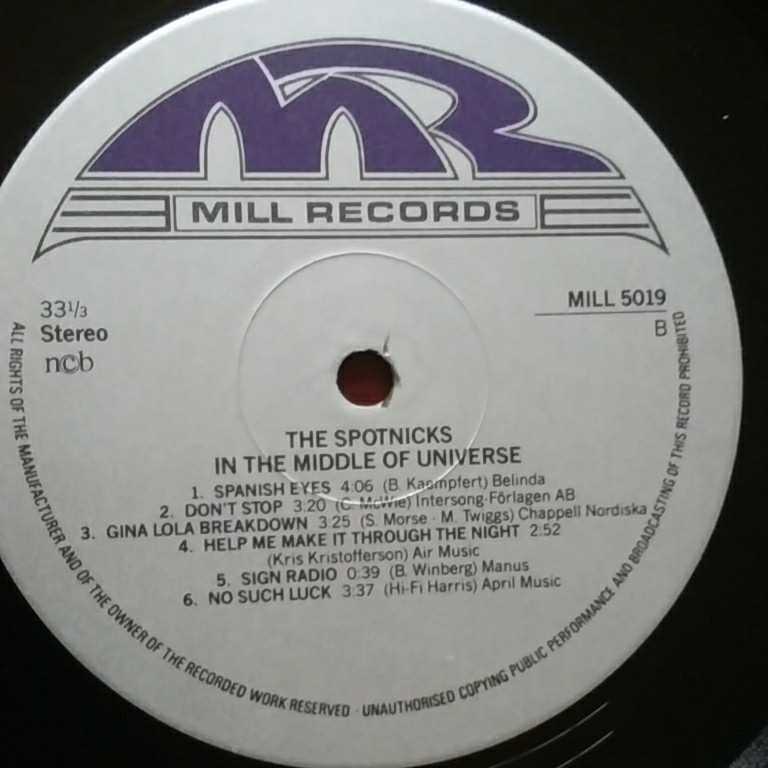 MR
MILL RECORDS
33 1/3
Stereo
ncb
MILL 5019
B
THE SPOTNICKS
IN THE MIDDLE OF UNIVERSE
1. SPANISH EYES 4:06 (B. Kaempfert) Belinda
2. DON'T STOP 3:20 (C. McWie) Intersong-Förlagen AB
3. GINA LOLA BREAKDOWN 3:25 (S. Morse - M. Twiggs) Chappell Nordiska
4. HELP ME MAKE IT THROUGH THE NIGHT 2:52
(Kris Kristofferson) Air Music
5. SIGN RADIO 0:39 (B. Winberg) Manus
6. NO SUCH LUCK 3:37 (Hi-Fi Harris) April Music
ALL RIGHTS OF THE MANUFACTURER AND OF THE OWNER OF THE RECORDED WORK RESERVED · UNAUTHORISED COPYING PUBLIC PERFORMANCE AND BROADCASTING OF THIS RECORD PROHIBITED